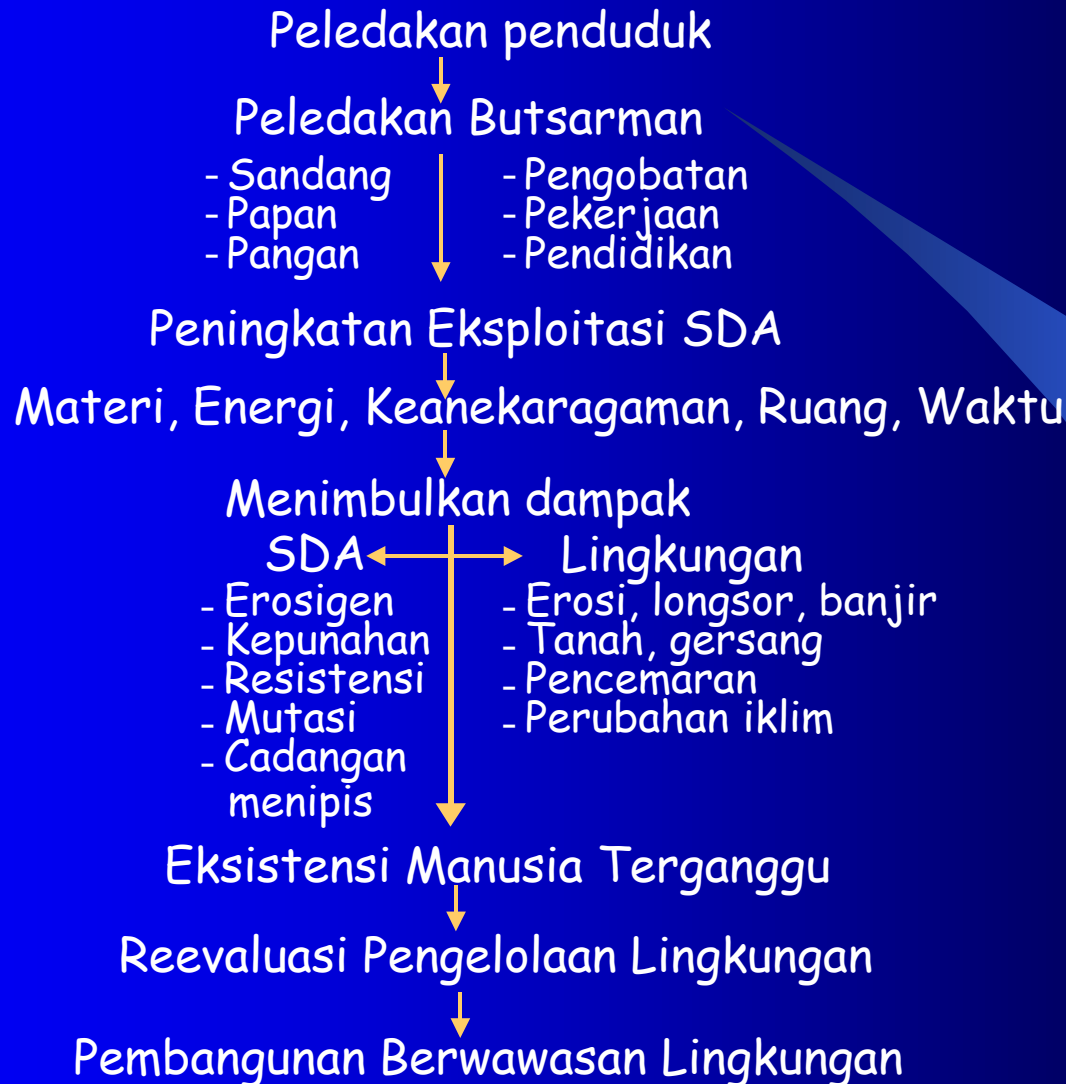 Peledakan penduduk
Peledakan Butsarman
- Sandang
- Papan
- Pangan
- Pengobatan
- Pekerjaan
- Pendidikan
Peningkatan Eksploitasi SDA
Materi, Energi, Keanekaragaman, Ruang, Waktu
Menimbulkan dampak
SDA
- Erosigen
- Kepunahan
- Resistensi
- Mutasi
- Cadangan
menipis
Lingkungan
- Erosi, longsor, banjir
- Tanah, gersang
- Pencemaran
- Perubahan iklim
Eksistensi Manusia Terganggu
Reevaluasi Pengelolaan Lingkungan
Pembangunan Berwawasan Lingkungan